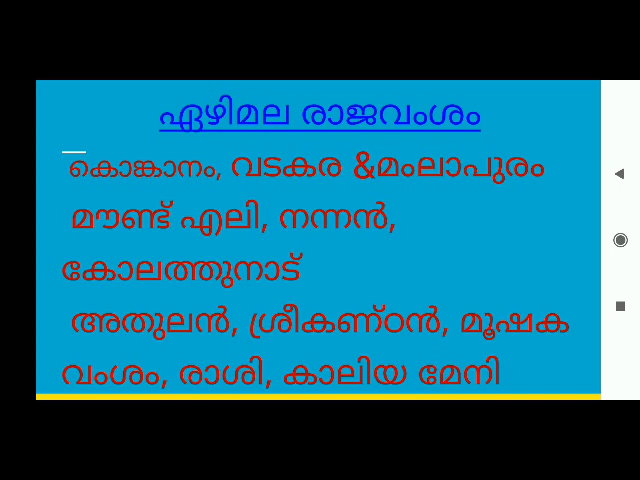 ഏഴിമല രാജവംശം
കൊങ്കാനം, വടകര &മംലാപുരം
മൗണ്ട് എലി, നന്നൻ,
കോലത്തുനാട്
അതുലൻ, ശ്രീകണ്ഠൻ, മൂഷക
വംശം, രാശി, കാലിയ മേനി